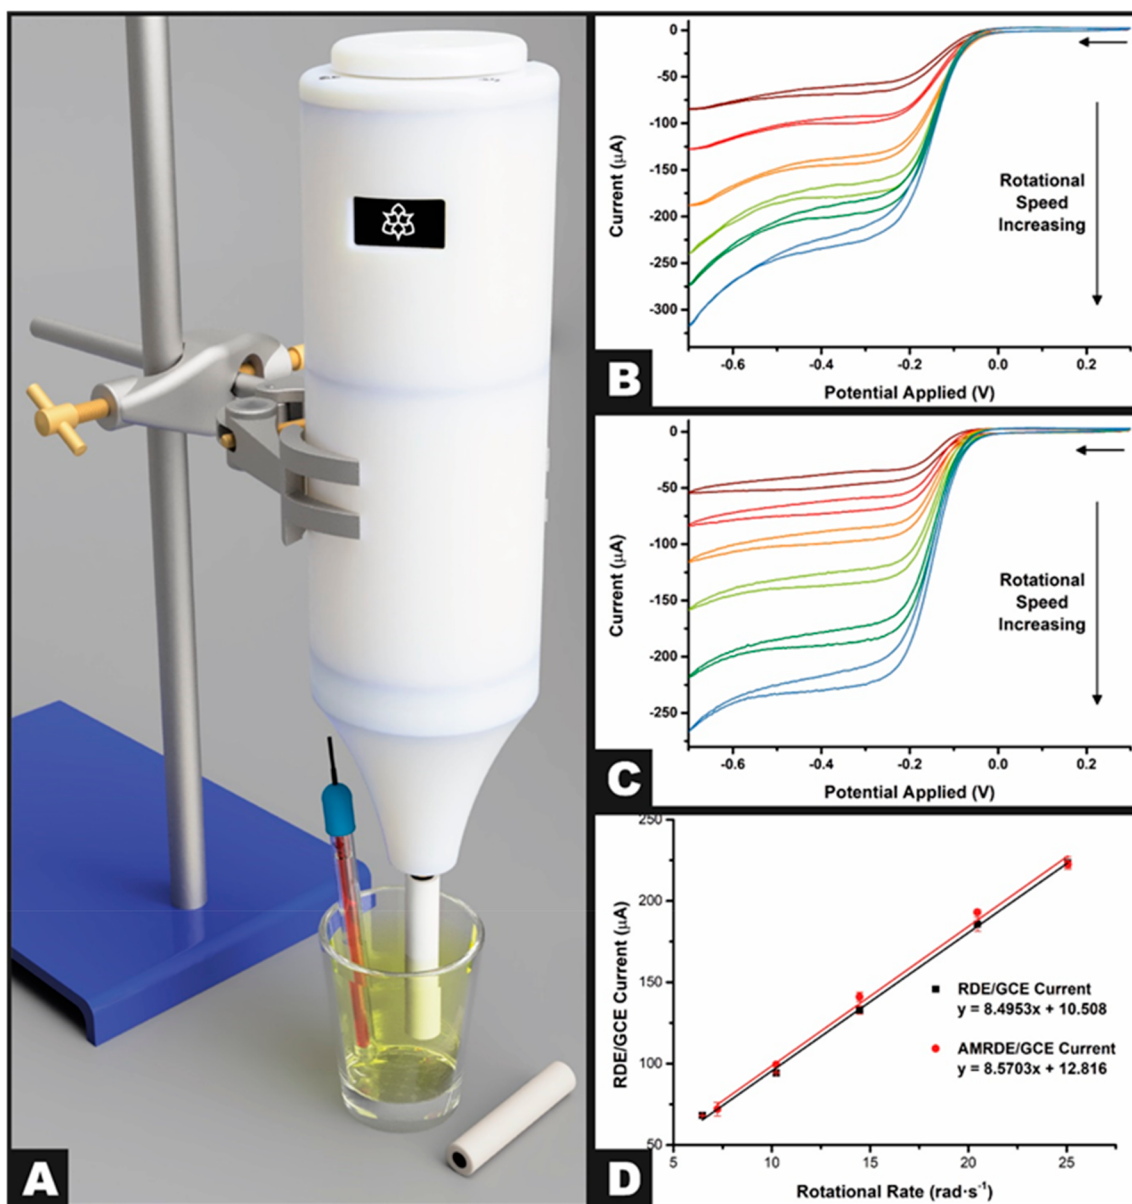 A
B
0
-50
-100
-150
-200
-250
-300
Current (µA)
Rotational
Speed
Increasing
-0.6
-0.4
-0.2
0.0
0.2
Potential Applied (V)
C
0
-50
-100
-150
-200
-250
Current (µA)
Rotational
Speed
Increasing
-0.6
-0.4
-0.2
0.0
0.2
Potential Applied (V)
D
250
200
150
100
50
RDE/GCE Current (µA)
RDE/GCE Current
y = 8.4953x + 10.508
AMRDE/GCE Current
y = 8.5703x + 12.816
5
10
15
20
25
Rotational Rate (rad·s⁻¹)